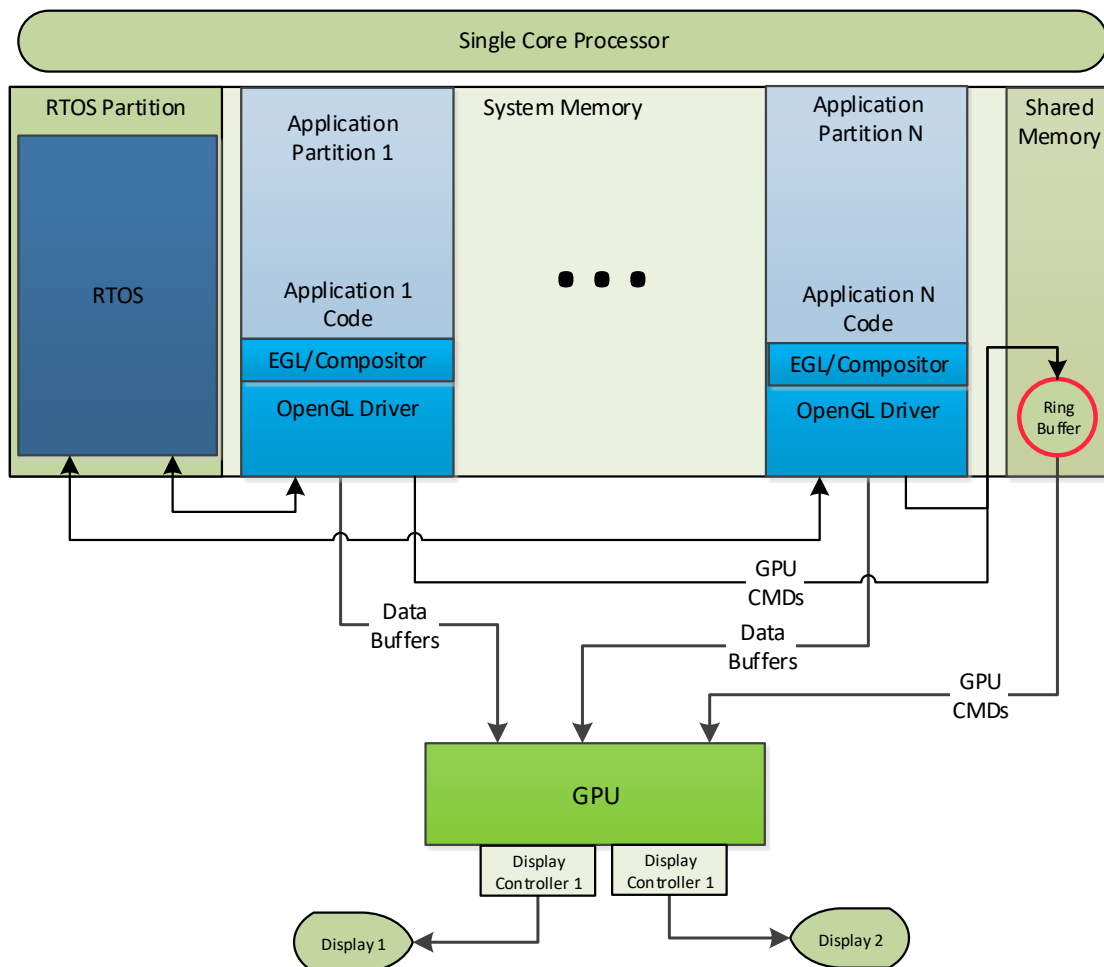 Single Core Processor
RTOS Partition
RTOS
Application
Partition 1
Application 1
Code
EGL/Compositor
OpenGL Driver
System Memory
Application
Partition N
Application N
Code
EGL/Compositor
OpenGL Driver
Shared
Memory
Ring
Buffer
GPU
CMDs
Data
Buffers
Data
Buffers
GPU
CMDs
GPU
Display
Controller 1
Display
Controller 1
Display 1
Display 2